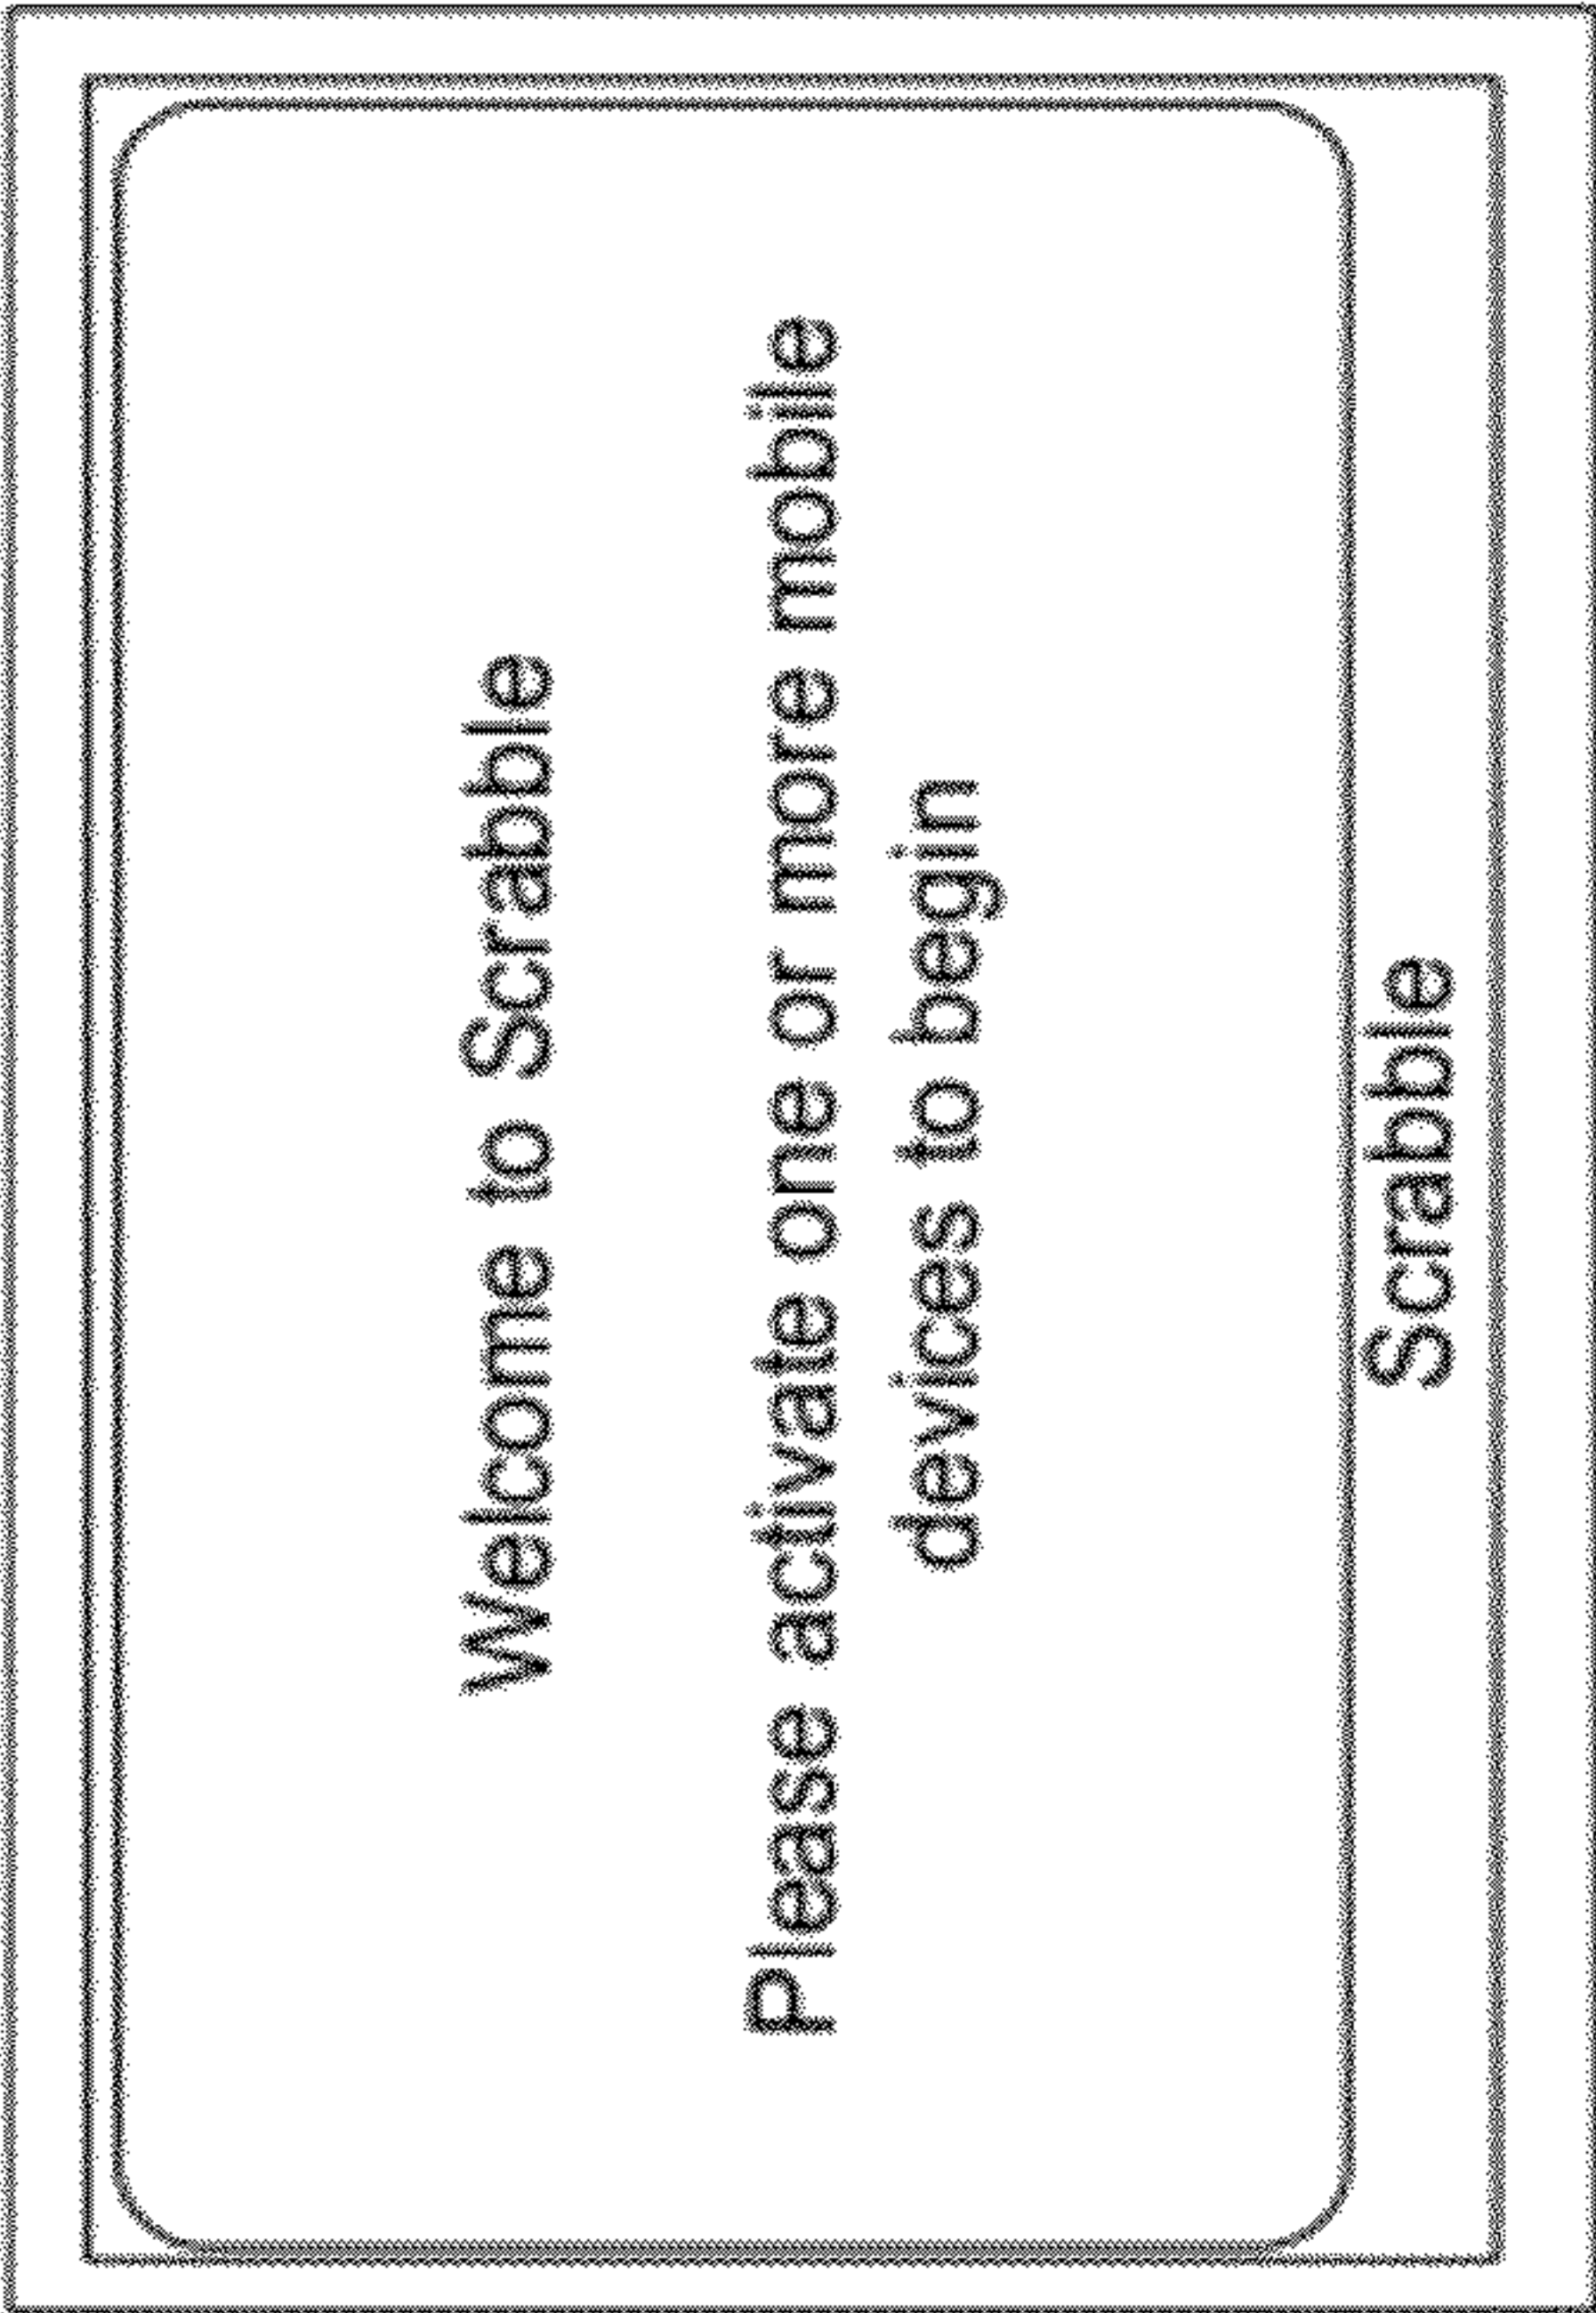 Welcome to Scrabble
Please activate one or more mobile
devices to begin
Scrabble